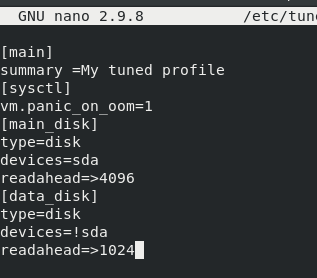 GNU nano 2.9.8 /etc/tune
[main]
summary =My tuned profile
[sysctl]
vm.panic_on_oom=1
[main_disk]
type=disk
devices=sda
readahead=>4096
[data_disk]
type=disk
devices=!sda
readahead=>1024